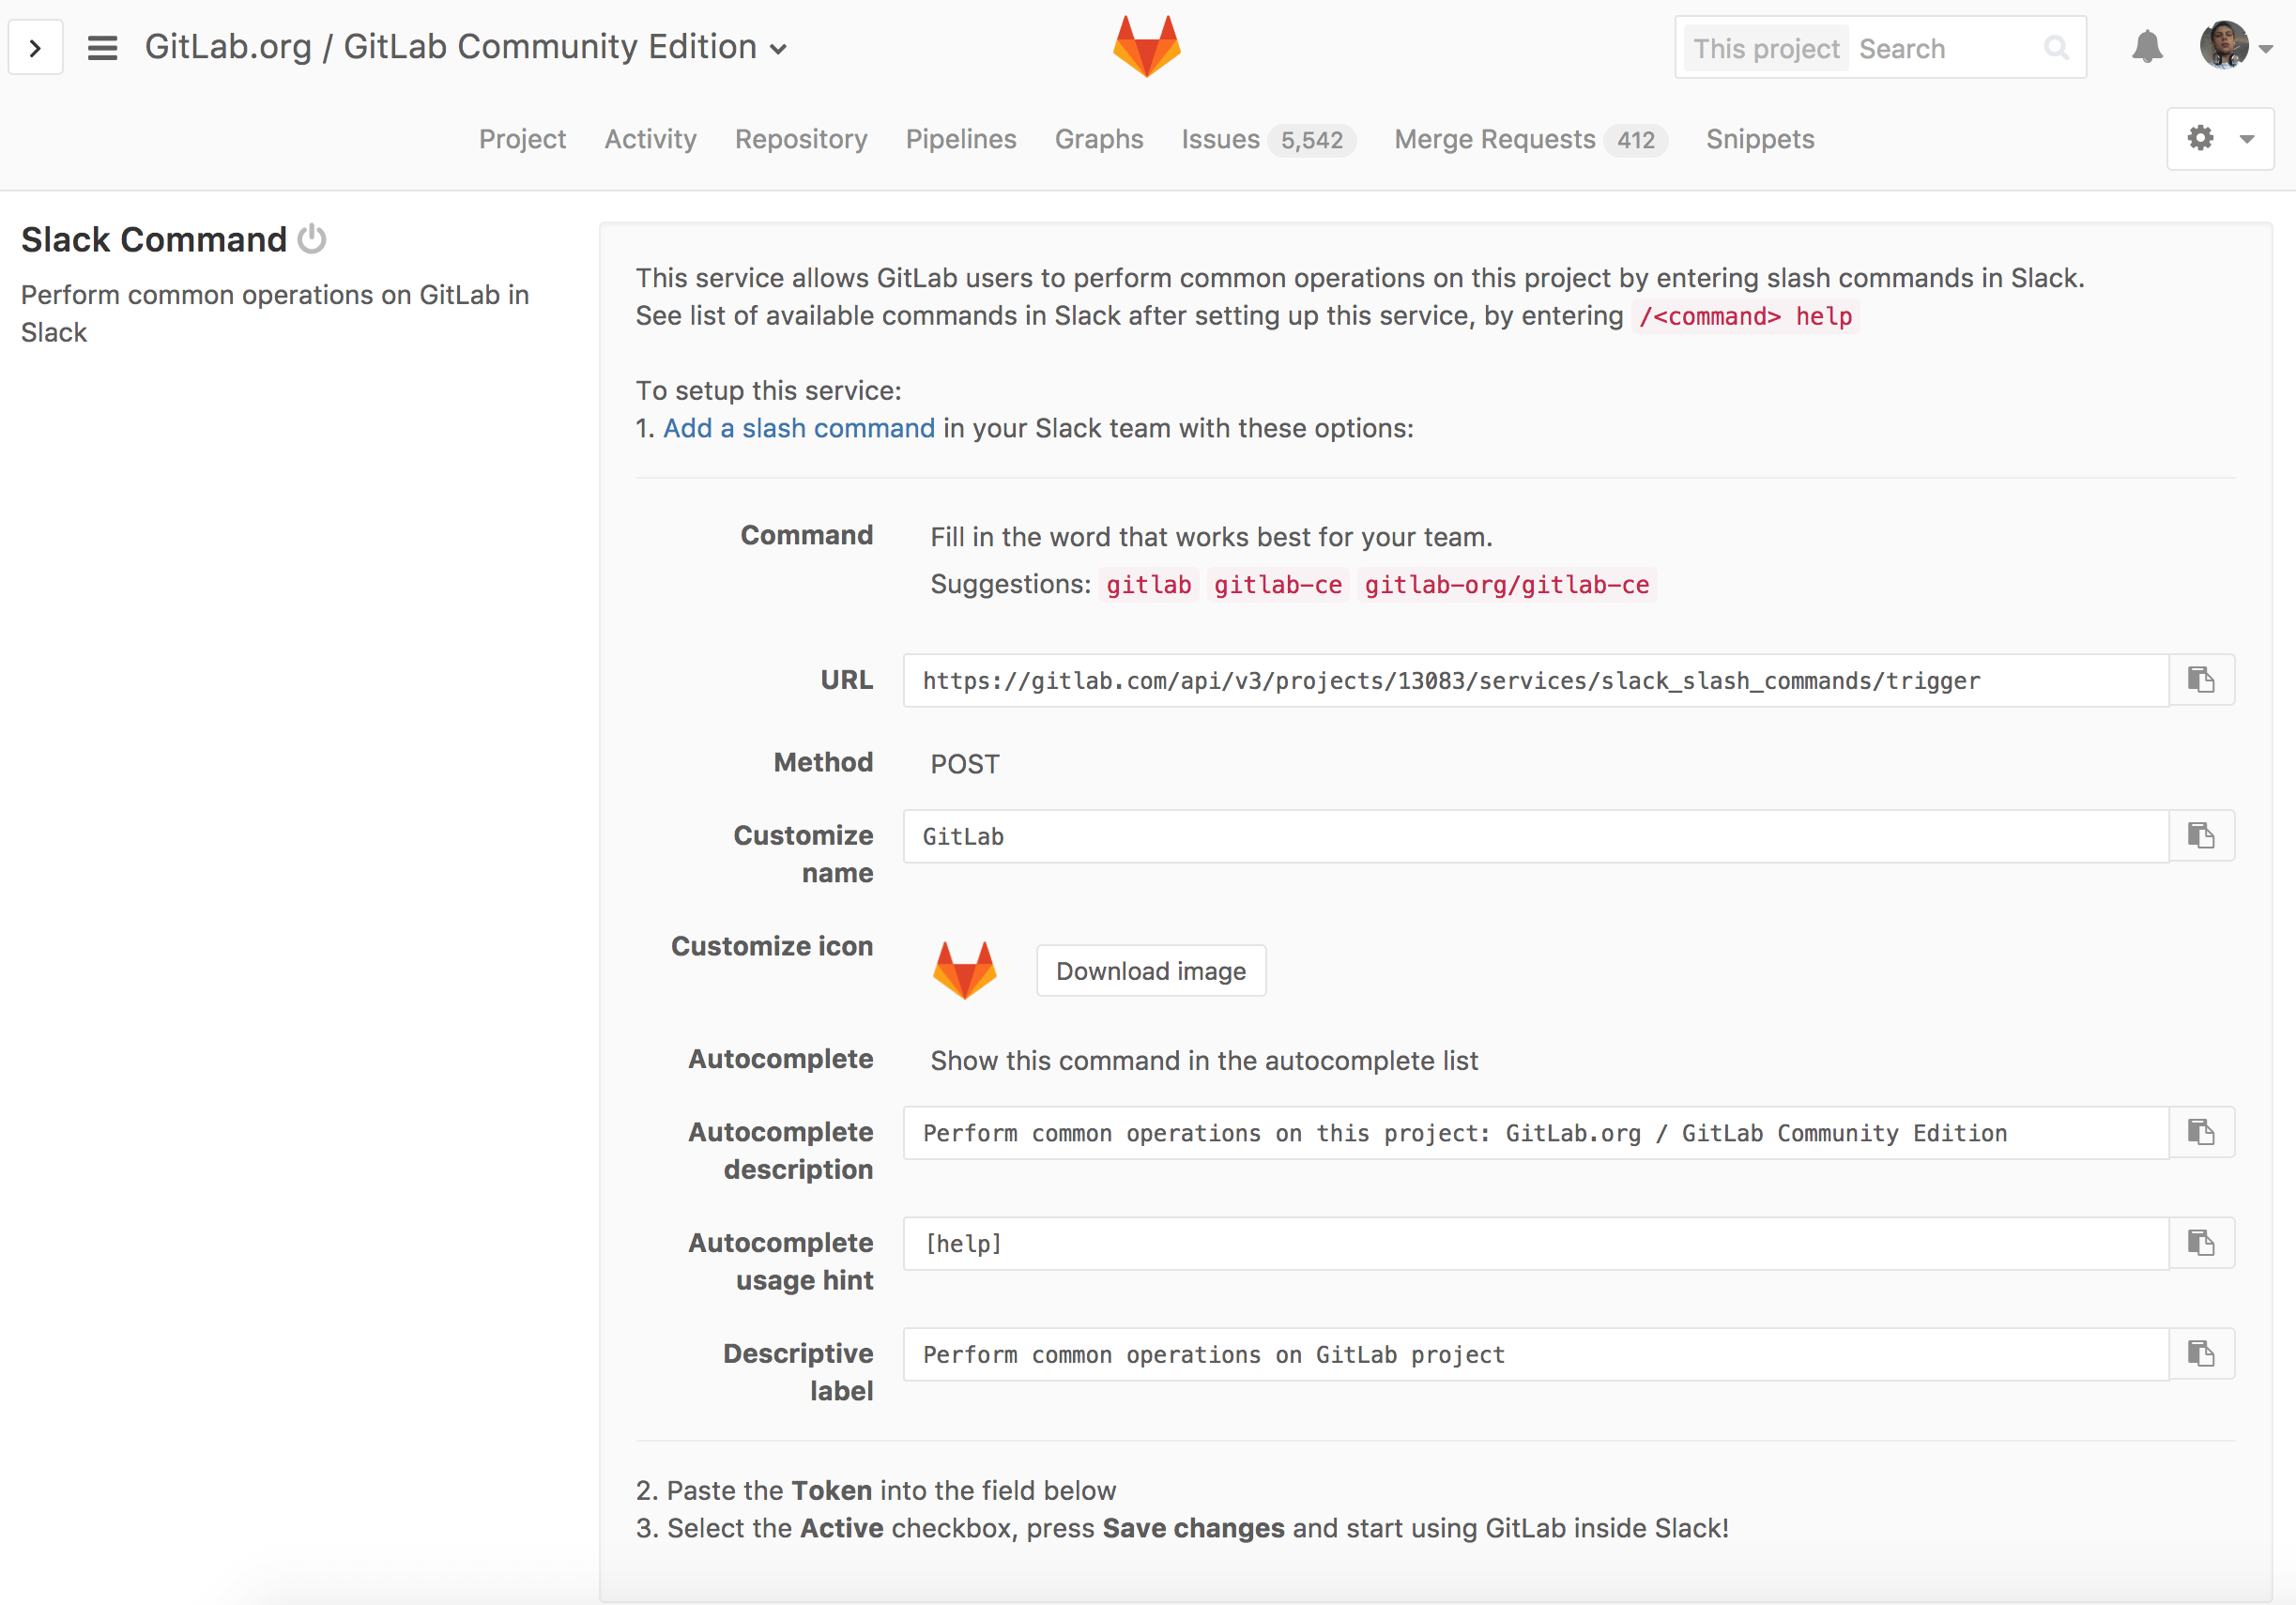 GitLab.org / GitLab Community Edition
This project Search
Project Activity Repository Pipelines Graphs Issues 5,542 Merge Requests 412 Snippets
Slack Command
Perform common operations on GitLab in
Slack
This service allows GitLab users to perform common operations on this project by entering slash commands in Slack.
See list of available commands in Slack after setting up this service, by entering /<command> help
To setup this service:
1. Add a slash command in your Slack team with these options:
Command Fill in the word that works best for your team.
Suggestions: gitlab gitlab-ce gitlab-org/gitlab-ce
URL https://gitlab.com/api/v3/projects/13083/services/slack_slash_commands/trigger
Method POST
Customize name GitLab
Customize icon Download image
Autocomplete Show this command in the autocomplete list
Autocomplete description Perform common operations on this project: GitLab.org / GitLab Community Edition
Autocomplete usage hint [help]
Descriptive label Perform common operations on GitLab project
2. Paste the Token into the field below
3. Select the Active checkbox, press Save changes and start using GitLab inside Slack!